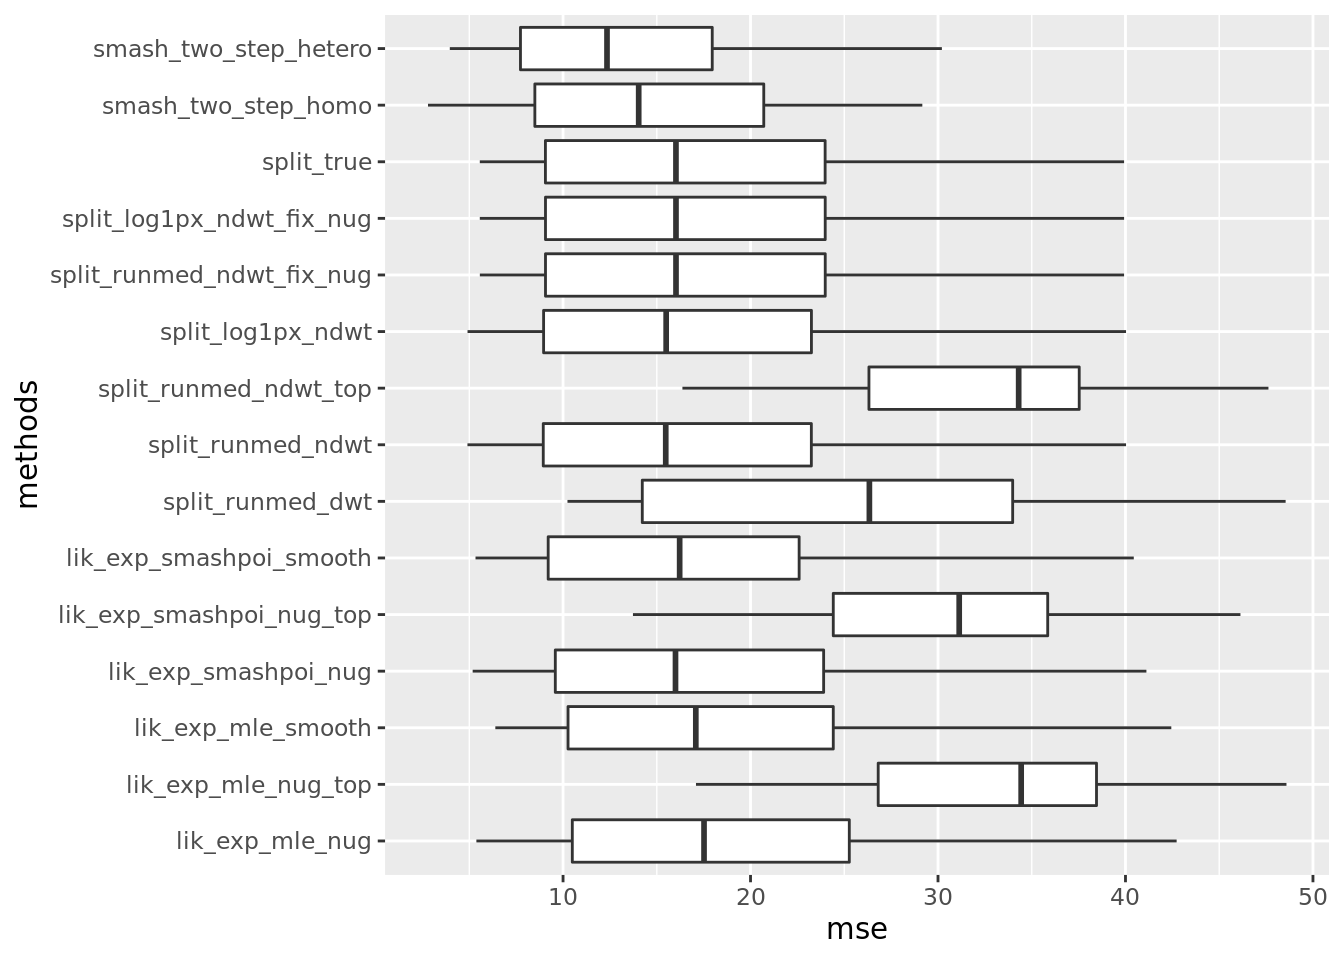 smash_two_step_hetero
smash_two_step_homo
split_true
split_log1px_ndwt_fix_nug
split_runmed_ndwt_fix_nug
split_log1px_ndwt
split_runmed_ndwt_top
split_runmed_ndwt
split_runmed_dwt
lik_exp_smashpoi_smooth
lik_exp_smashpoi_nug_top
lik_exp_smashpoi_nug
lik_exp_mle_smooth
lik_exp_mle_nug_top
lik_exp_mle_nug
methods
10 20 30 40 50
mse